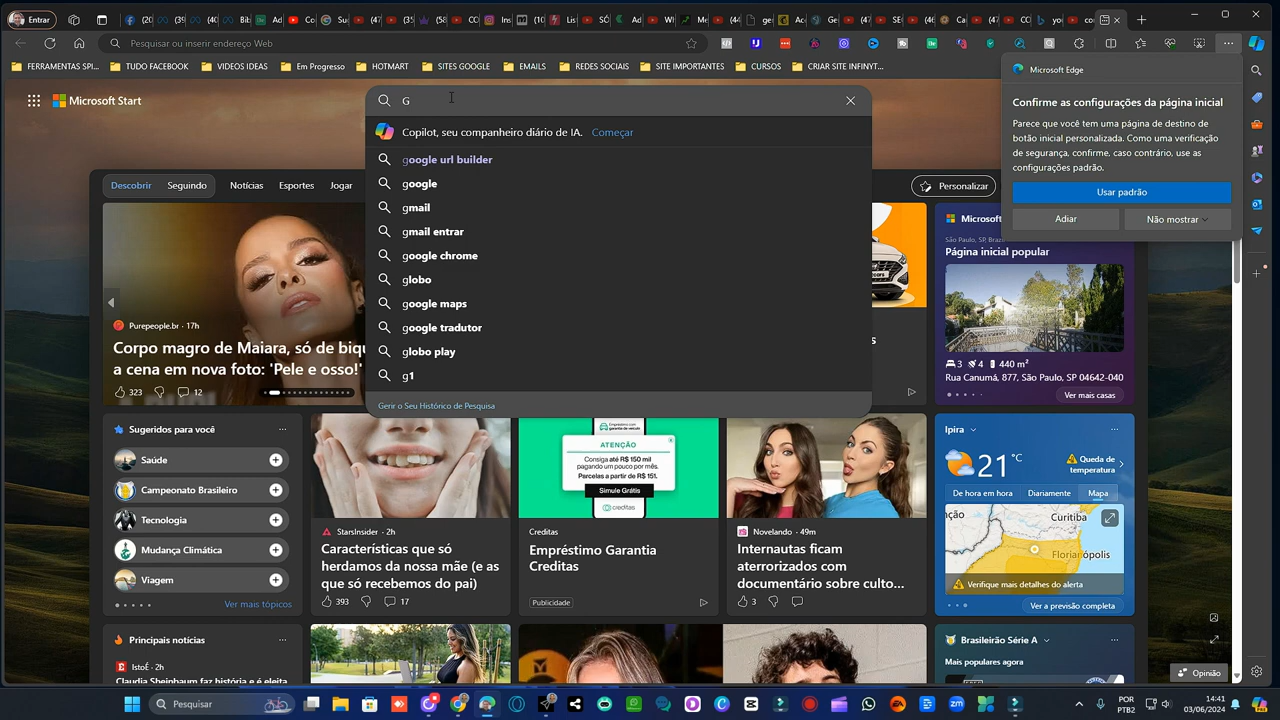 Entrar
Pesquisar ou inserir endereço Web
FERRAMENTAS SPI...
TUDO FACEBOOK
VIDEOS IDEAS
Em Progresso
HOTMART
SITES GOOGLE
EMAILS
REDES SOCIAIS
SITE IMPORTANTES
CURSOS
CRIAR SITE INFINYT...
Microsoft Start
G
Copilot, seu companheiro diário de IA. Começar
google url builder
google
gmail
gmail entrar
google chrome
globo
google maps
google tradutor
globo play
g1
Gerir o Seu Histórico de Pesquisa
Microsoft Edge
Confirme as configurações da página inicial
Parece que você tem uma página de destino de
botão inicial personalizada. Como uma verificação
de segurança, confirme, caso contrário, use as
configurações padrão.
Usar padrão
Adiar
Não mostrar
Descobrir
Seguindo
Notícias
Esportes
Jogar
Personalizar
Purepeople.br · 17h
Corpo magro de Maiara, só de biqu
a cena em nova foto: 'Pele e osso!'
323
12
Microsoft
São Paulo, SP, Brazil
Página inicial popular
3 4 440 m²
Rua Canumá, 877, São Paulo, SP 04642-040
Ver mais casas
Sugeridos para você
Saúde
Campeonato Brasileiro
Tecnologia
Mudança Climática
Viagem
Ver mais tópicos
StarsInsider · 2h
Características que só
herdamos da nossa mãe (e as
que só recebemos do pai)
393
17
Empréstimo com
garantia de veículo
ATENÇÃO
Consiga até R$ 150 mil
pagando um pouco por mês.
Parcelas a partir de R$ 151.
Simule Grátis
creditas
Creditas
Empréstimo Garantia
Creditas
Publicidade
Novelando · 49m
Internautas ficam
aterrorizados com
documentário sobre culto...
3
Ipira
21 °C
Queda de
temperatura
De hora em hora
Diariamente
Mapa
Curitiba
Florianópolis
Verifique mais detalhes do alerta
Ver a previsão completa
Principais notícias
IstoÉ · 2h
Claudia Sheinbaum faz história e é eleita
Brasileirão Série A
Mais populares agora
Opinião
Pesquisar
POR
PTB2
14:41
03/06/2024